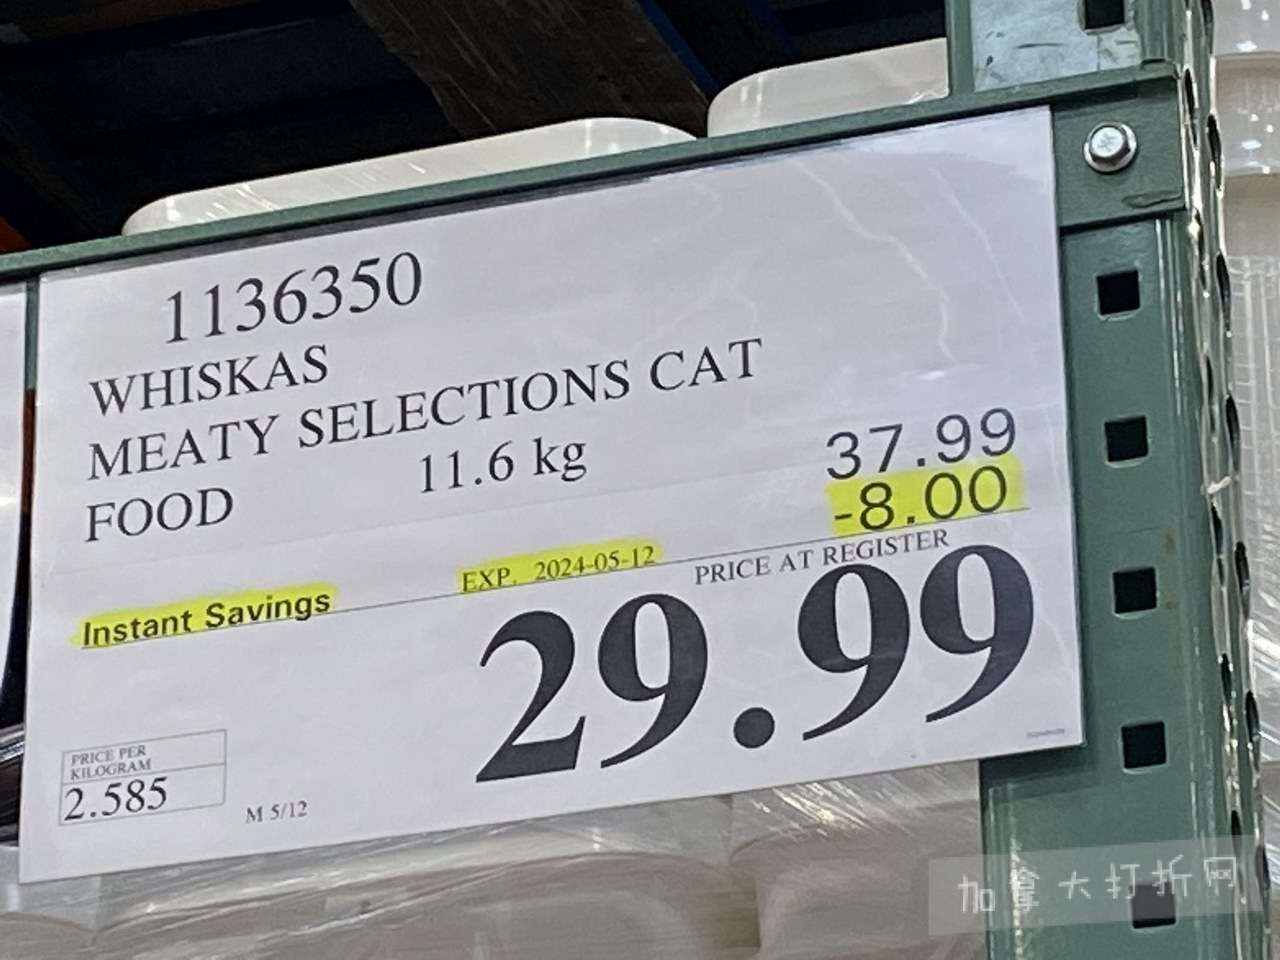 1136350
WHISKAS
MEATY SELECTIONS CAT
FOOD 11.6 kg
37.99
-8.00
Instant Savings EXP. 2024-05-12 PRICE AT REGISTER
29.99
PRICE PER
KILOGRAM
2.585
M 5/12
加拿大打折网